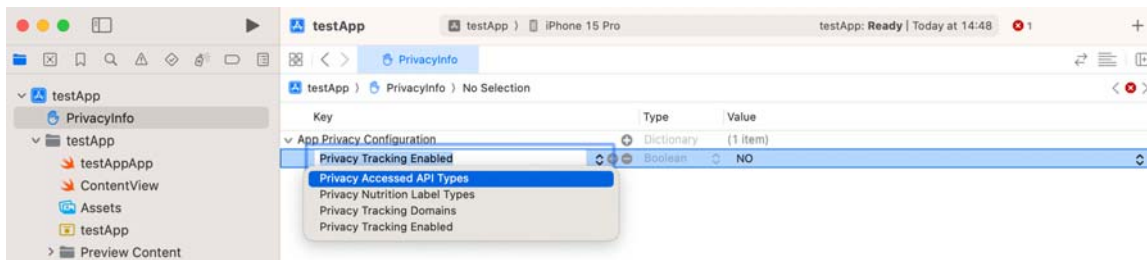 testApp
testApp 〉 iPhone 15 Pro
testApp: Ready | Today at 14:48
1
PrivacyInfo
testApp 〉 PrivacyInfo 〉 No Selection
testApp
PrivacyInfo
testApp
testAppApp
ContentView
Assets
testApp
Preview Content
Key Type Value
App Privacy Configuration Dictionary (1 item)
Privacy Tracking Enabled Boolean NO
Privacy Accessed API Types
Privacy Nutrition Label Types
Privacy Tracking Domains
Privacy Tracking Enabled